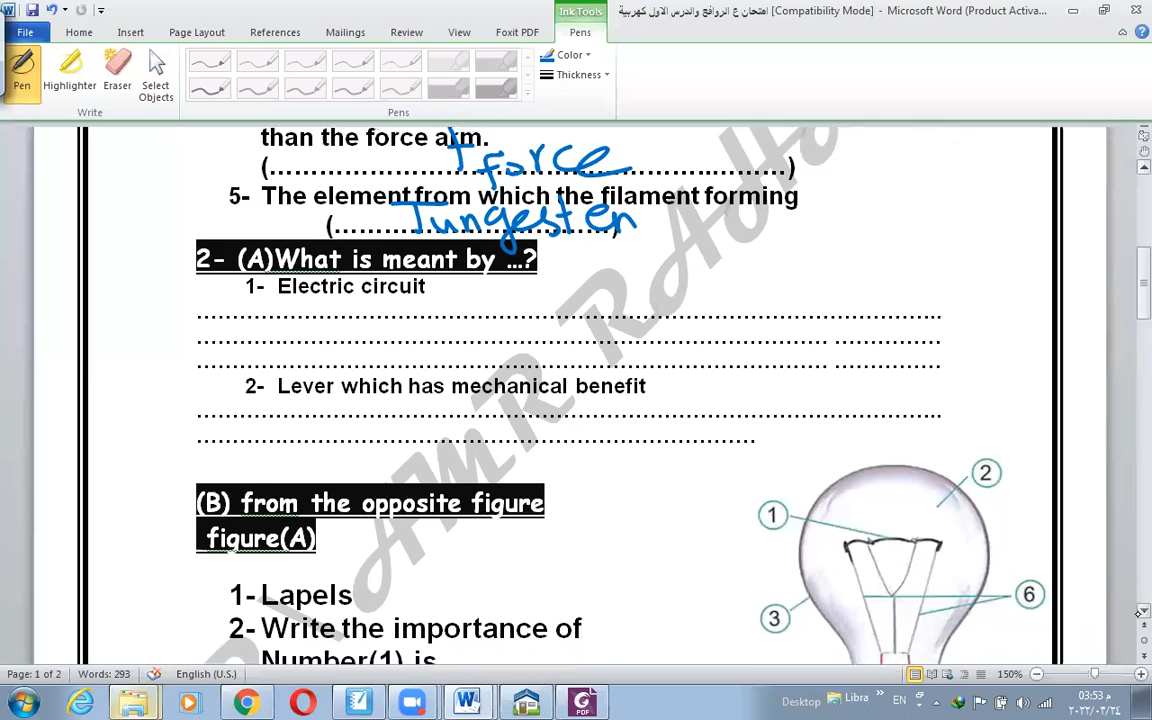 Ink Tools
امتحان ع الروافع والدرس الاول كهربية [Compatibility Mode] - Microsoft Word (Product Activa...
File Home Insert Page Layout References Mailings Review View Foxit PDF Pens
Pen Highlighter Eraser Select Objects
Color
Thickness
Write Pens
than the force arm.
(....................................................................)
force
5- The element from which the filament forming
(....................................)
Tungesten
2- (A)What is meant by ...?
1- Electric circuit
2- Lever which has mechanical benefit
(B) from the opposite figure
figure(A)
1- Lapels
2- Write the importance of
Number(1) is
1
2
3
6
Page: 1 of 2 Words: 293 English (U.S.) 150%
Desktop Libra EN
03:53 م
٢٠٢٢/٠٣/٢٤